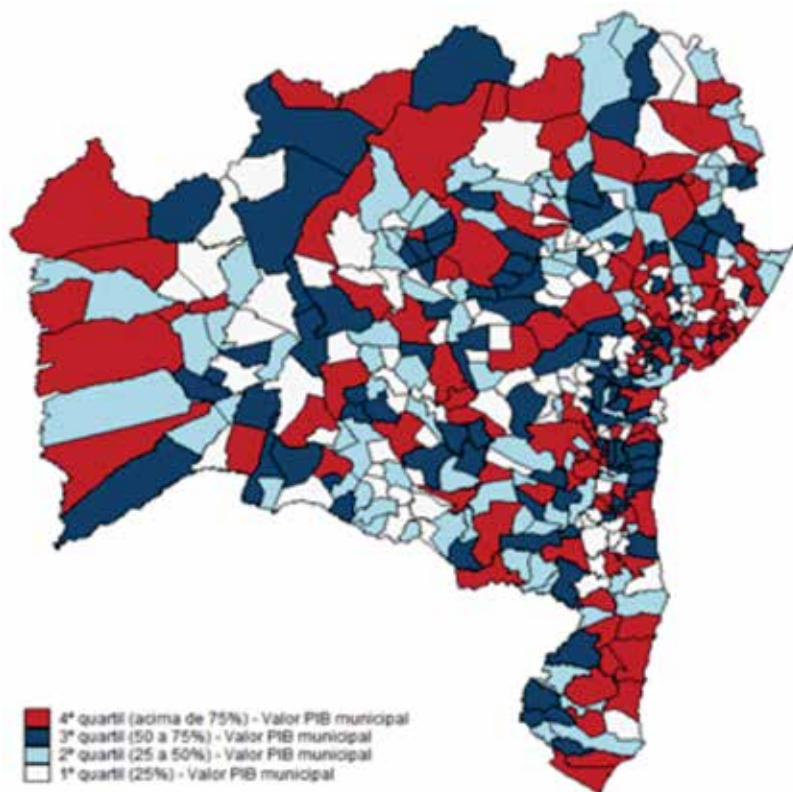 4º quartil (acima de 75%) - Valor PIB municipal
3º quartil (50 a 75%) - Valor PIB municipal
2º quartil (25 a 50%) - Valor PIB municipal
1º quartil (25%) - Valor PIB municipal